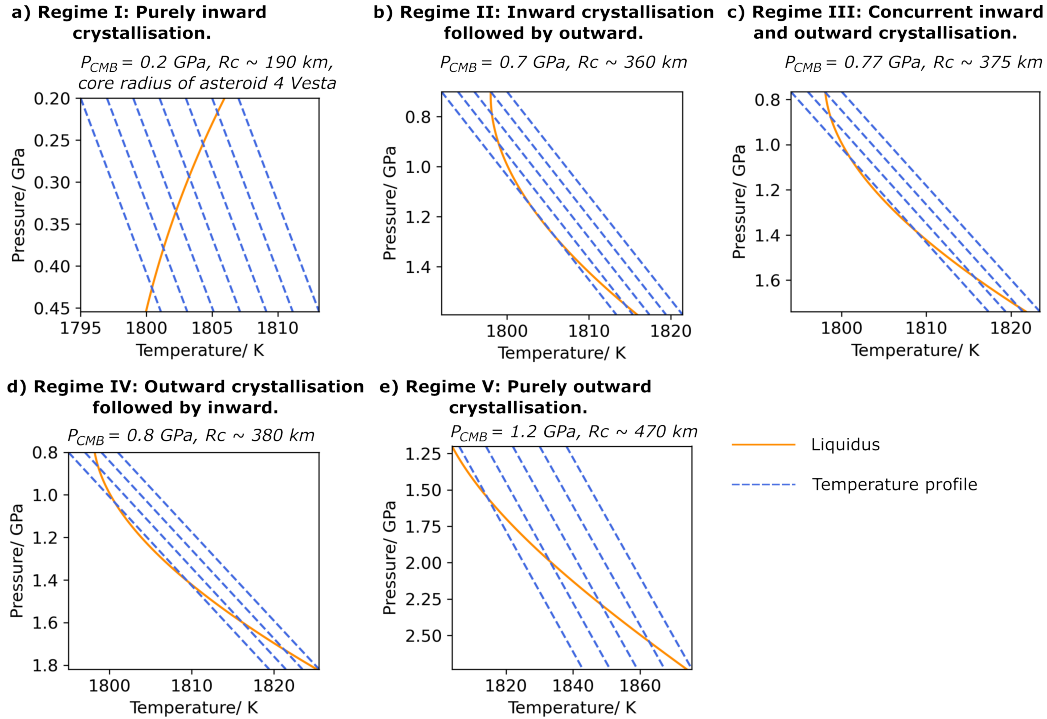 a) Regime I: Purely inward
crystallisation.
P_CMB = 0.2 GPa, Rc ~ 190 km,
core radius of asteroid 4 Vesta
0.20
0.25
0.30
0.35
0.40
0.45
Pressure/ GPa
1795
1800
1805
1810
Temperature/ K
b) Regime II: Inward crystallisation
followed by outward.
P_CMB = 0.7 GPa, Rc ~ 360 km
0.8
1.0
1.2
1.4
Pressure/ GPa
1800
1810
1820
Temperature/ K
c) Regime III: Concurrent inward
and outward crystallisation.
P_CMB = 0.77 GPa, Rc ~ 375 km
0.8
1.0
1.2
1.4
1.6
Pressure/ GPa
1800
1810
1820
Temperature/ K
d) Regime IV: Outward crystallisation
followed by inward.
P_CMB = 0.8 GPa, Rc ~ 380 km
0.8
1.0
1.2
1.4
1.6
1.8
Pressure/ GPa
1800
1810
1820
Temperature/ K
e) Regime V: Purely outward
crystallisation.
P_CMB = 1.2 GPa, Rc ~ 470 km
1.25
1.50
1.75
2.00
2.25
2.50
Pressure/ GPa
1820
1840
1860
Temperature/ K
Liquidus
Temperature profile